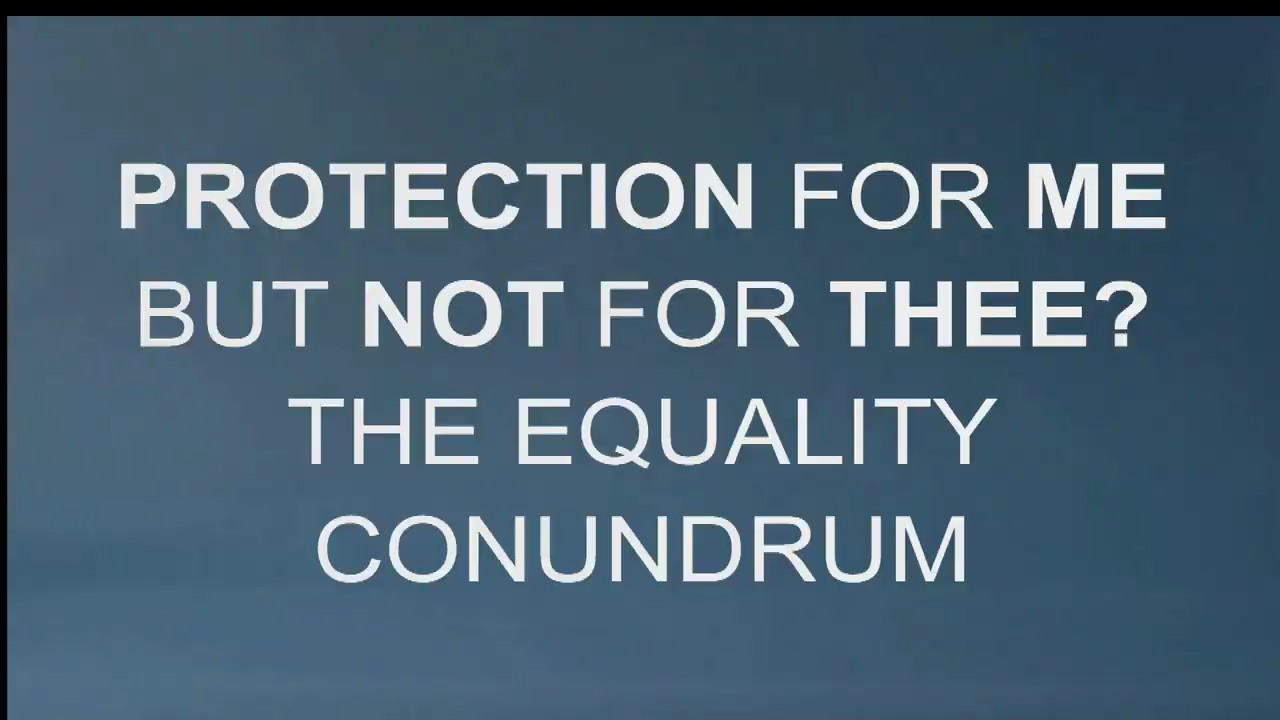 PROTECTION FOR ME
BUT NOT FOR THEE?
THE EQUALITY
CONUNDRUM